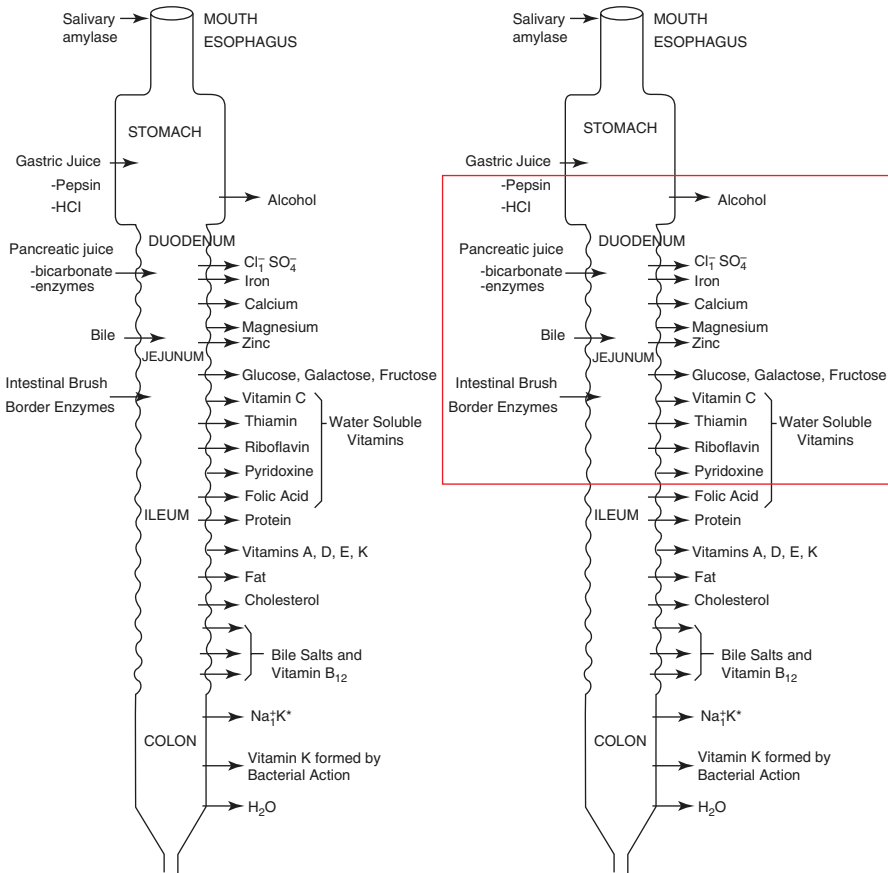 Salivary
amylase
MOUTH
ESOPHAGUS
STOMACH
Gastric Juice
-Pepsin
-HCl
Alcohol
DUODENUM
Pancreatic juice
-bicarbonate
-enzymes
Cl₁⁻ SO₄⁻
Iron
Calcium
Magnesium
Bile
Zinc
JEJUNUM
Glucose, Galactose, Fructose
Intestinal Brush
Border Enzymes
Vitamin C
Thiamin
Water Soluble
Vitamins
Riboflavin
Pyridoxine
Folic Acid
ILEUM
Protein
Vitamins A, D, E, K
Fat
Cholesterol
Bile Salts and
Vitamin B₁₂
Na₁⁺K*
COLON
Vitamin K formed by
Bacterial Action
H₂O
Salivary
amylase
MOUTH
ESOPHAGUS
STOMACH
Gastric Juice
-Pepsin
-HCl
Alcohol
DUODENUM
Pancreatic juice
-bicarbonate
-enzymes
Cl₁⁻ SO₄⁻
Iron
Calcium
Magnesium
Bile
Zinc
JEJUNUM
Glucose, Galactose, Fructose
Intestinal Brush
Border Enzymes
Vitamin C
Thiamin
Water Soluble
Vitamins
Riboflavin
Pyridoxine
Folic Acid
ILEUM
Protein
Vitamins A, D, E, K
Fat
Cholesterol
Bile Salts and
Vitamin B₁₂
Na₁⁺K*
COLON
Vitamin K formed by
Bacterial Action
H₂O